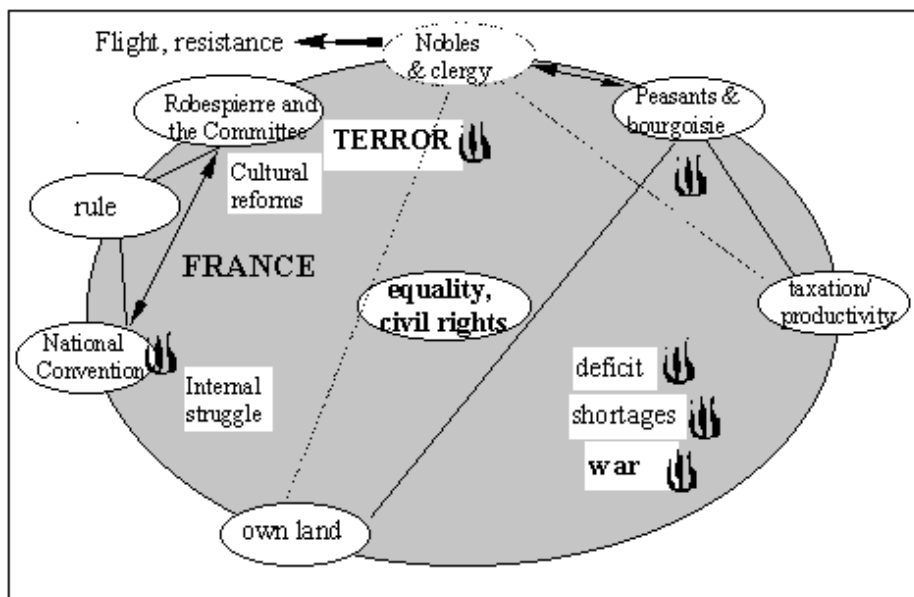 Flight, resistance
Nobles
& clergy
Robespierre and
the Committee
Peasants &
bourgoisie
TERROR
Cultural
reforms
rule
FRANCE
equality,
civil rights
taxation/
productivity
National
Convention
Internal
struggle
deficit
shortages
war
own land